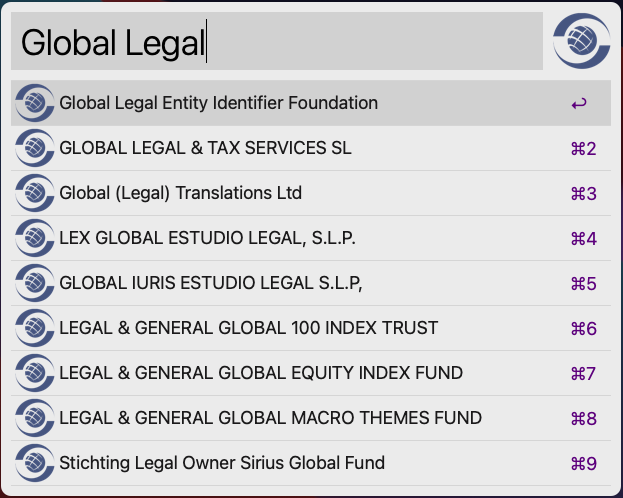 Global Legal
Global Legal Entity Identifier Foundation ↩
GLOBAL LEGAL & TAX SERVICES SL ⌘2
Global (Legal) Translations Ltd ⌘3
LEX GLOBAL ESTUDIO LEGAL, S.L.P. ⌘4
GLOBAL IURIS ESTUDIO LEGAL S.L.P, ⌘5
LEGAL & GENERAL GLOBAL 100 INDEX TRUST ⌘6
LEGAL & GENERAL GLOBAL EQUITY INDEX FUND ⌘7
LEGAL & GENERAL GLOBAL MACRO THEMES FUND ⌘8
Stichting Legal Owner Sirius Global Fund ⌘9